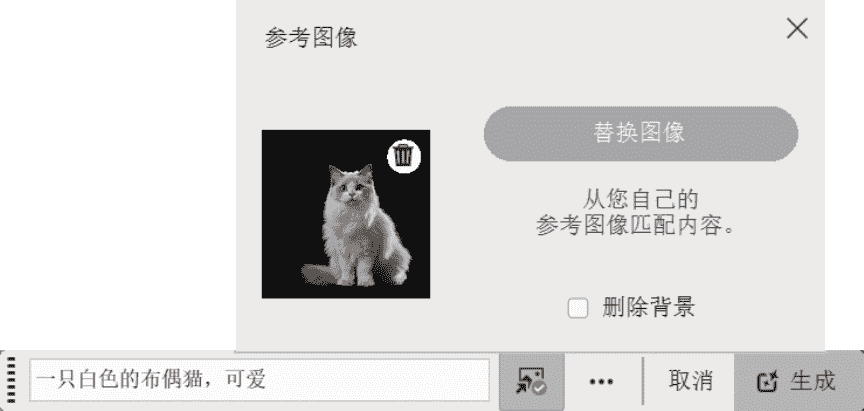 参考图像
替换图像
从您自己的
参考图像匹配内容。
删除背景
一只白色的布偶猫，可爱
取消
生成